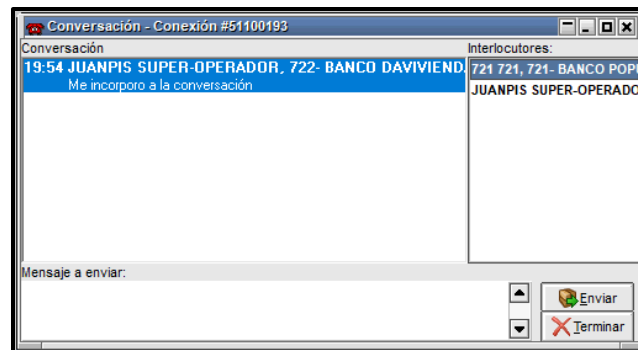 Conversación - Conexión #51100193
Conversación
Interlocutores:
19:54 JUANPIS SUPER-OPERADOR, 722- BANCO DAVIVIEND
Me incorporo a la conversación
721 721, 721- BANCO POPU
JUANPIS SUPER-OPERADO
Mensaje a enviar:
Enviar
Terminar